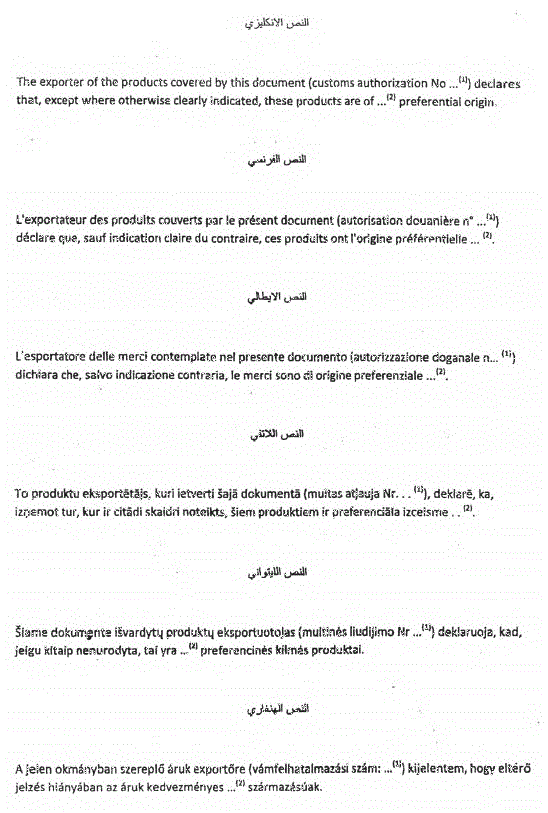 النص الانكليزي
The exporter of the products covered by this document (customs authorization No ...(1)) declares
that, except where otherwise clearly indicated, these products are of ...(2) preferential origin.
النص الفرنسي
L'exportateur des produits couverts par le présent document (autorisation douanière n° ...(1))
déclare que, sauf indication claire du contraire, ces produits ont l'origine préférentielle ... (2).
النص الايطالي
L'esportatore delle merci contemplate nel presente documento (autorizzazione doganale n... (1))
dichiara che, salvo indicazione contraria, le merci sono di origine preferenziale ...(2).
النص اللاتفي
To produktu eksportētājs, kuri ietverti šajā dokumentā (muitas atļauja Nr. . . (1)), deklarē, ka,
izņemot tur, kur ir citādi skaidri noteikts, šiem produktiem ir preferenciāla izcelsme . . (2).
النص الليتواني
Šiame dokumente išvardytų produktų eksportuotojas (muitinės liudijimo Nr ...(1)) deklaruoja, kad,
jeigu kitaip nenurodyta, tai yra ...(2) preferencinės kilmės produktai.
النص الهنغاري
A jelen okmányban szereplő áruk exportőre (vámfelhatalmazási szám: ...(1)) kijelentem, hogy eltérő
jelzés hiányában az áruk kedvezményes ...(2) származásúak.